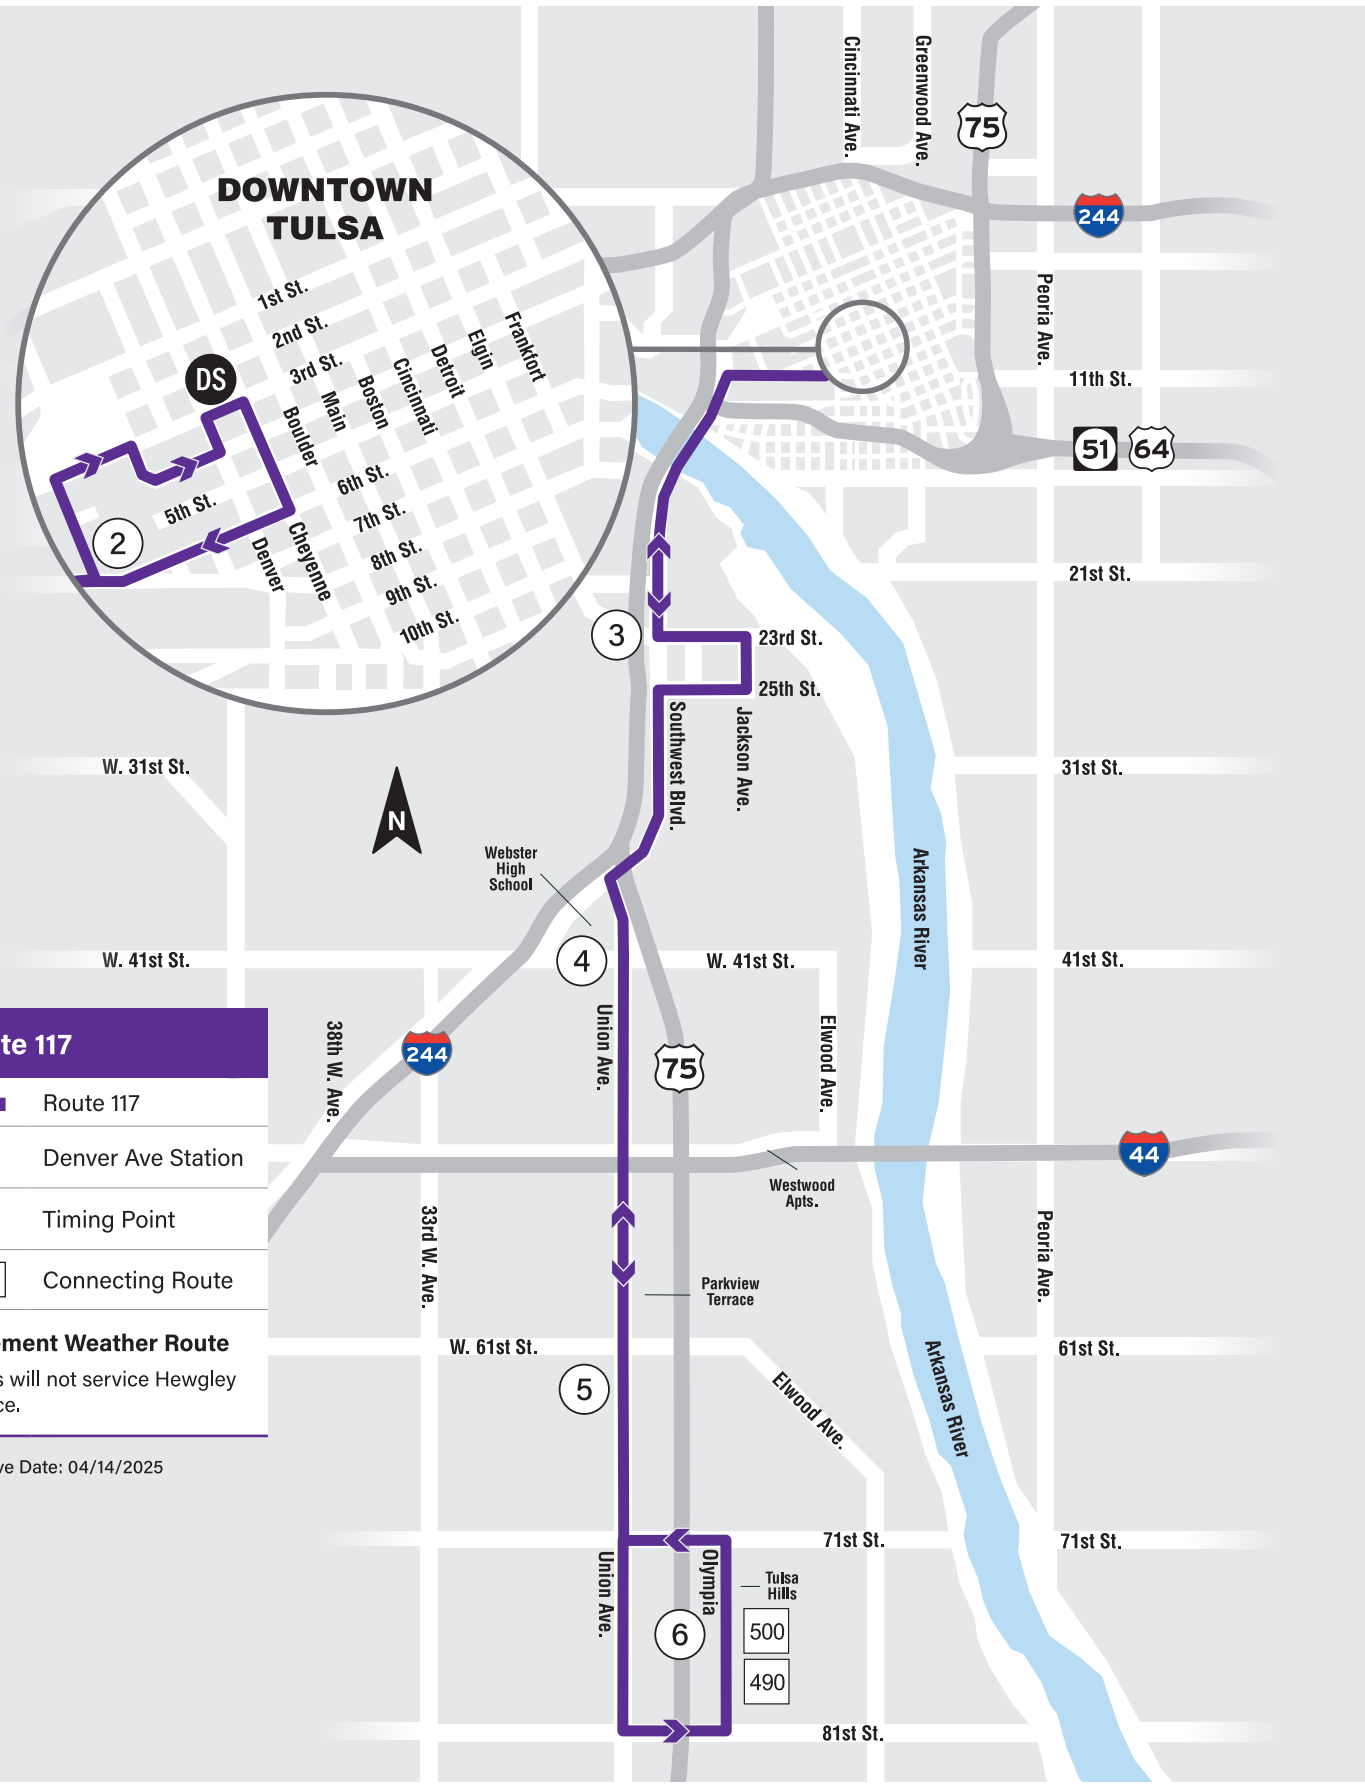 Cincinnati Ave.
Greenwood Ave.
75
244
DOWNTOWN
TULSA
1st St.
2nd St.
3rd St.
DS
Boulder
Main
Boston
Cincinnati
Detroit
Elgin
Frankfort
5th St.
6th St.
7th St.
8th St.
9th St.
10th St.
2
Denver
Cheyenne
Peoria Ave.
11th St.
51
64
21st St.
3
23rd St.
25th St.
Southwest Blvd.
Jackson Ave.
W. 31st St.
31st St.
N
Webster
High
School
Arkansas River
W. 41st St.
4
W. 41st St.
41st St.
38th W. Ave.
244
Union Ave.
75
Elwood Ave.
44
Westwood
Apts.
te 117
Route 117
Denver Ave Station
Timing Point
Connecting Route
ement Weather Route
s will not service Hewgley
ce.
ve Date: 04/14/2025
33rd W. Ave.
Parkview
Terrace
Peoria Ave.
W. 61st St.
61st St.
5
Elwood Ave.
Arkansas River
71st St.
71st St.
Union Ave.
Olympia
Tulsa
Hills
6
500
490
81st St.